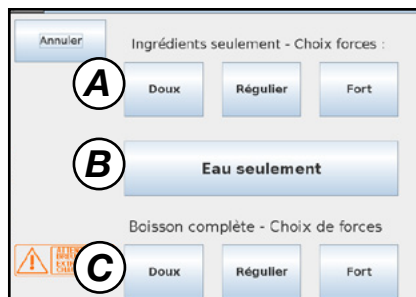 Annuler
Ingrédients seulement - Choix forces :
A
Doux Régulier Fort
B
Eau seulement
Boisson complète - Choix de forces
C
Doux Régulier Fort